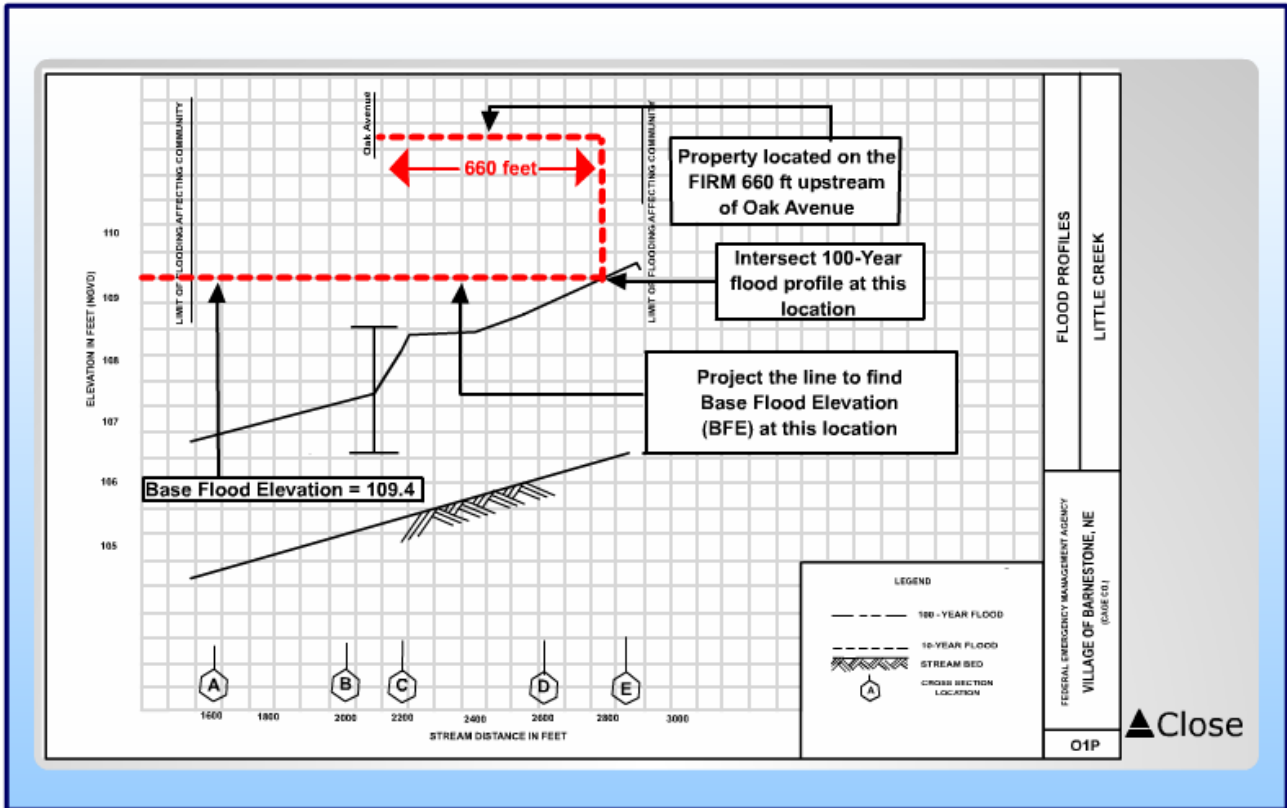 LIMIT OF FLOODING AFFECTING COMMUNITY
Oak Avenue
LIMIT OF FLOODING AFFECTING COMMUNITY
660 feet
Property located on the
FIRM 660 ft upstream
of Oak Avenue
Intersect 100-Year
flood profile at this
location
Project the line to find
Base Flood Elevation
(BFE) at this location
Base Flood Elevation = 109.4
ELEVATION IN FEET (NGVD)
110
109
108
107
106
105
A
B
C
D
E
1600
1800
2000
2200
2400
2600
2800
3000
STREAM DISTANCE IN FEET
LEGEND
100 - YEAR FLOOD
10-YEAR FLOOD
STREAM BED
A
CROSS SECTION
LOCATION
FLOOD PROFILES
LITTLE CREEK
FEDERAL EMERGENCY MANAGEMENT AGENCY
VILLAGE OF BARNESTONE, NE
(CAGE CO.)
O1P
Close